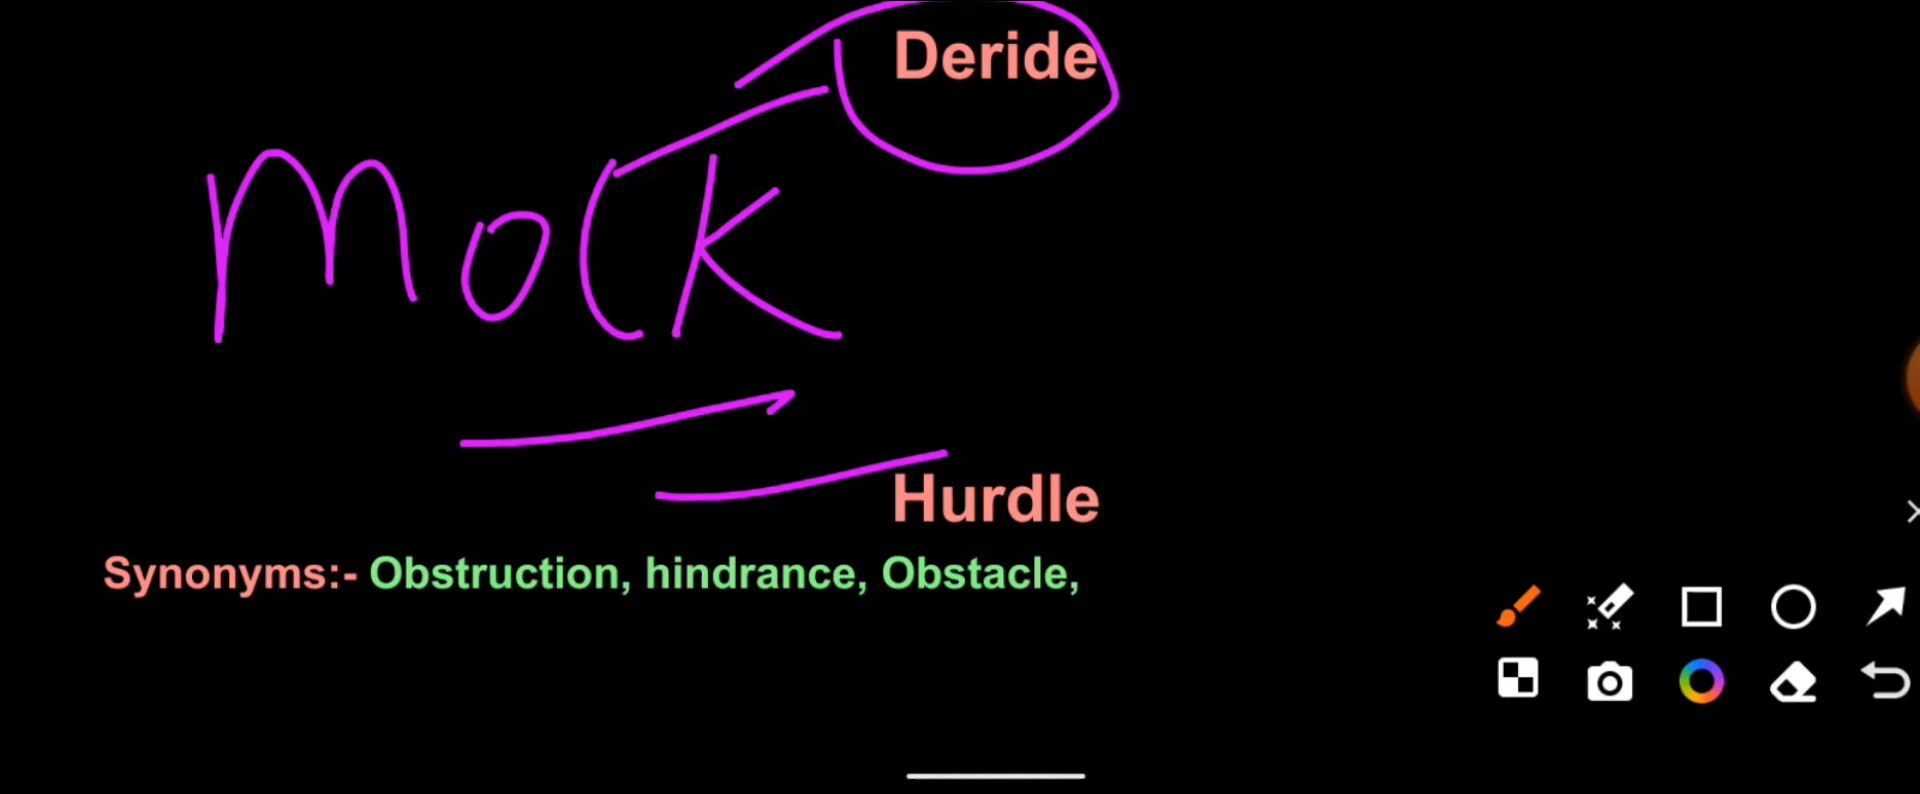 Deride
MocK
Hurdle
Synonyms:- Obstruction, hindrance, Obstacle,